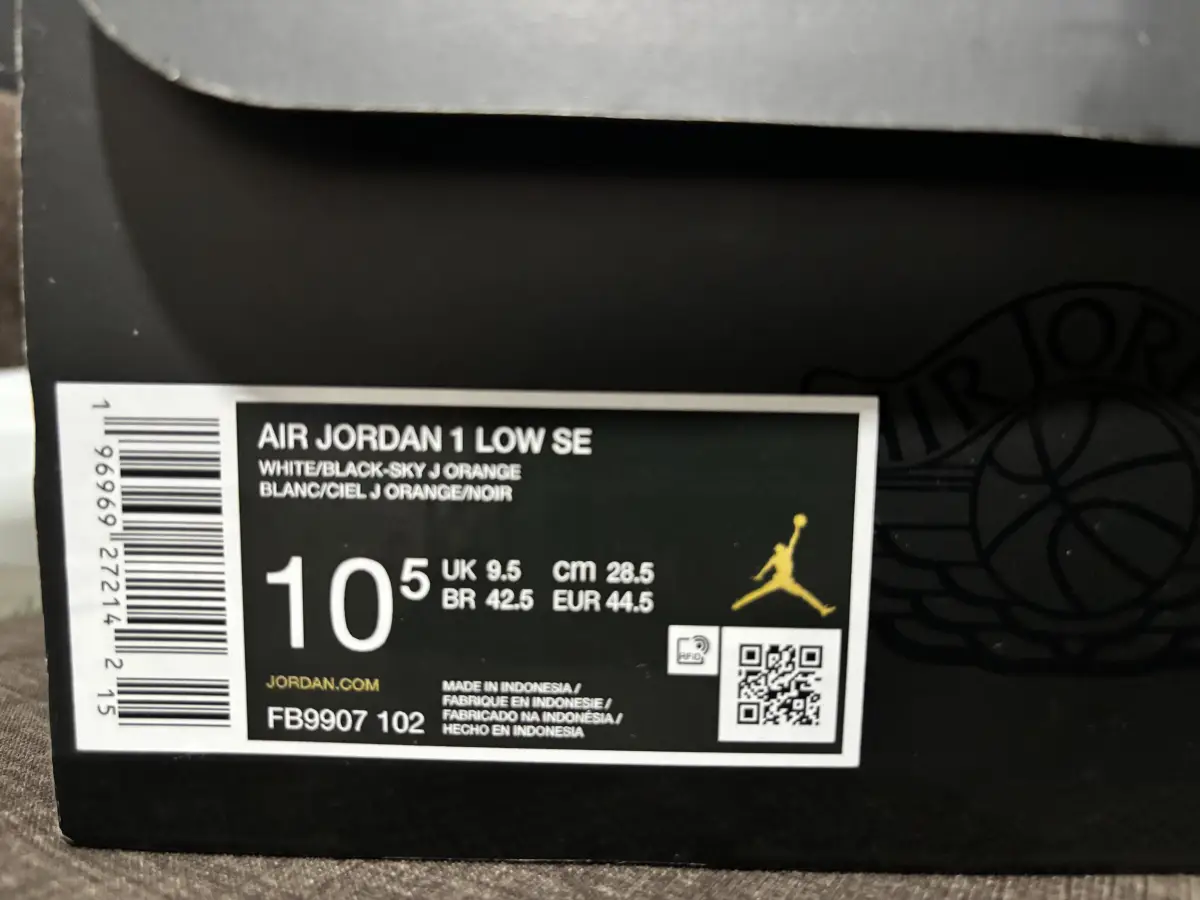 AIR JORDAN
1 96969 27214 2 15
AIR JORDAN 1 LOW SE
WHITE/BLACK-SKY J ORANGE
BLANC/CIEL J ORANGE/NOIR
10⁵
UK 9.5 cm 28.5
BR 42.5 EUR 44.5
RFID
JORDAN.COM
FB9907 102
MADE IN INDONESIA /
FABRIQUE EN INDONESIE /
FABRICADO NA INDONÉSIA /
HECHO EN INDONESIA